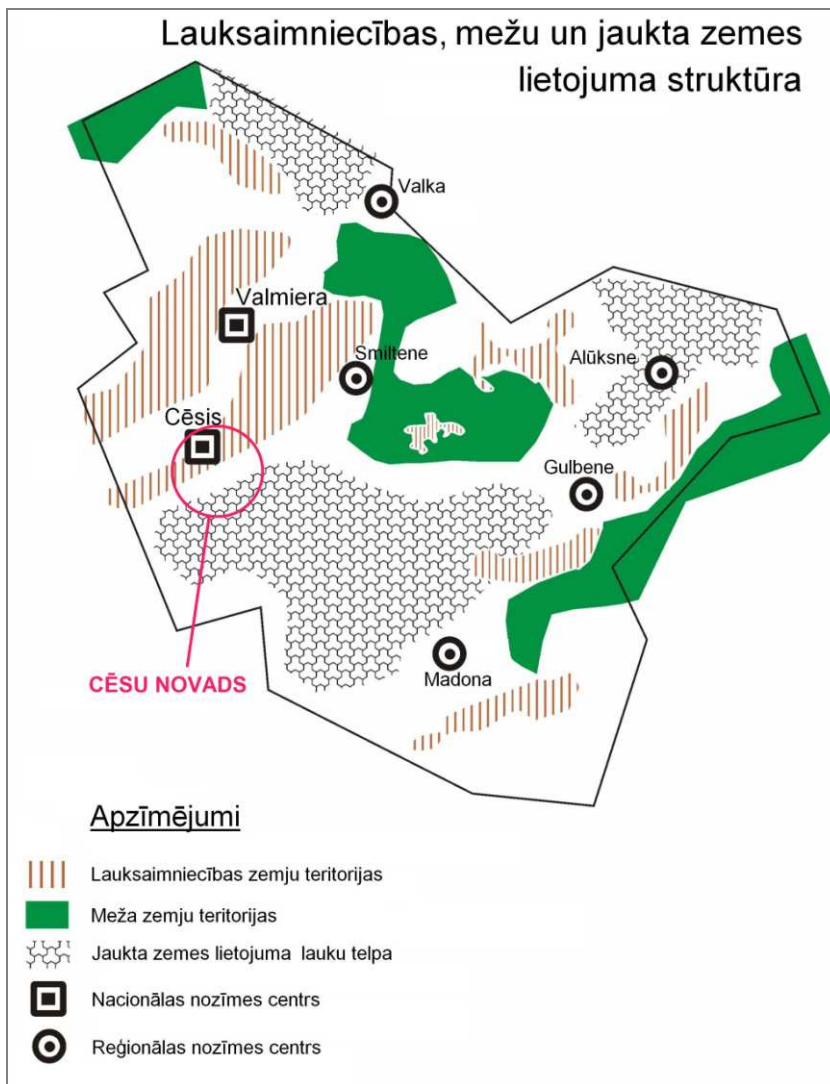 Lauksaimniecības, mežu un jaukta zemes
lietojuma struktūra
Valka
Valmiera
Smiltene
Alūksne
Cēsis
Gulbene
CĒSU NOVADS
Madona
Apzīmējumi
Lauksaimniecības zemju teritorijas
Meža zemju teritorijas
Jaukta zemes lietojuma lauku telpa
Nacionālas nozīmes centrs
Reģionālas nozīmes centrs